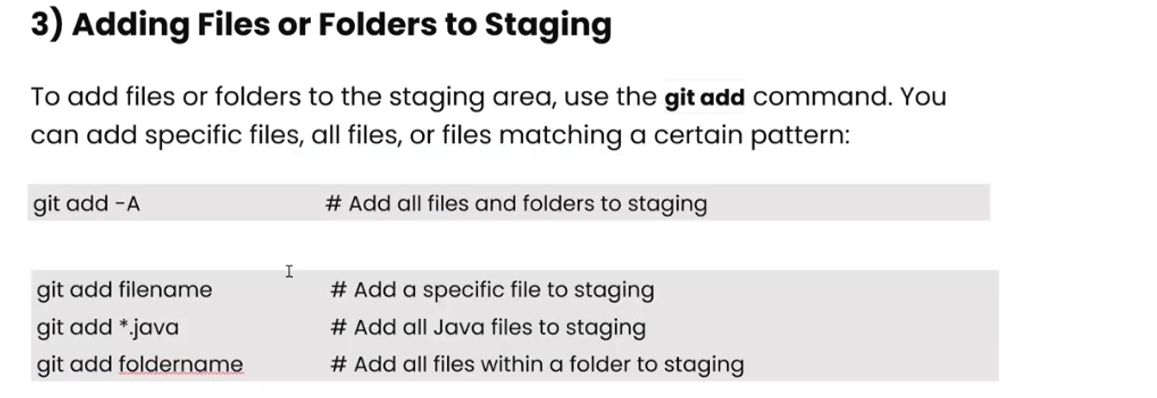 3) Adding Files or Folders to Staging
To add files or folders to the staging area, use the git add command. You
can add specific files, all files, or files matching a certain pattern:
git add -A # Add all files and folders to staging
git add filename # Add a specific file to staging
git add *.java # Add all Java files to staging
git add foldername # Add all files within a folder to staging